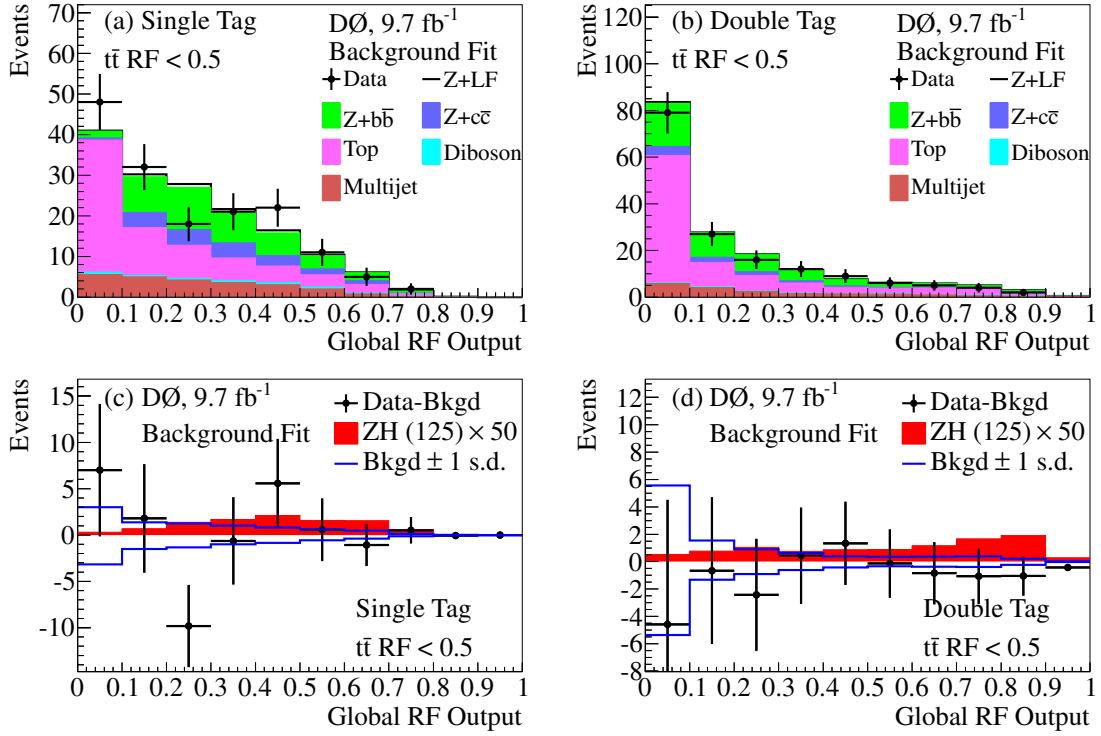 Events
(a) Single Tag
DØ, 9.7 fb⁻¹
tt̄ RF < 0.5
Background Fit
Data
Z+LF
Z+bb̄
Z+cc̄
Top
Diboson
Multijet
70
60
50
40
30
20
10
0
0 0.1 0.2 0.3 0.4 0.5 0.6 0.7 0.8 0.9 1
Global RF Output
Events
(b) Double Tag
DØ, 9.7 fb⁻¹
tt̄ RF < 0.5
Background Fit
Data
Z+LF
Z+bb̄
Z+cc̄
Top
Diboson
Multijet
120
100
80
60
40
20
0
0 0.1 0.2 0.3 0.4 0.5 0.6 0.7 0.8 0.9 1
Global RF Output
Events
(c) DØ, 9.7 fb⁻¹
Background Fit
Data-Bkgd
ZH (125) × 50
Bkgd ± 1 s.d.
15
10
5
0
-5
-10
Single Tag
tt̄ RF < 0.5
0 0.1 0.2 0.3 0.4 0.5 0.6 0.7 0.8 0.9 1
Global RF Output
Events
(d) DØ, 9.7 fb⁻¹
Background Fit
Data-Bkgd
ZH (125) × 50
Bkgd ± 1 s.d.
12
10
8
6
4
2
0
-2
-4
-6
-8
Double Tag
tt̄ RF < 0.5
0 0.1 0.2 0.3 0.4 0.5 0.6 0.7 0.8 0.9 1
Global RF Output